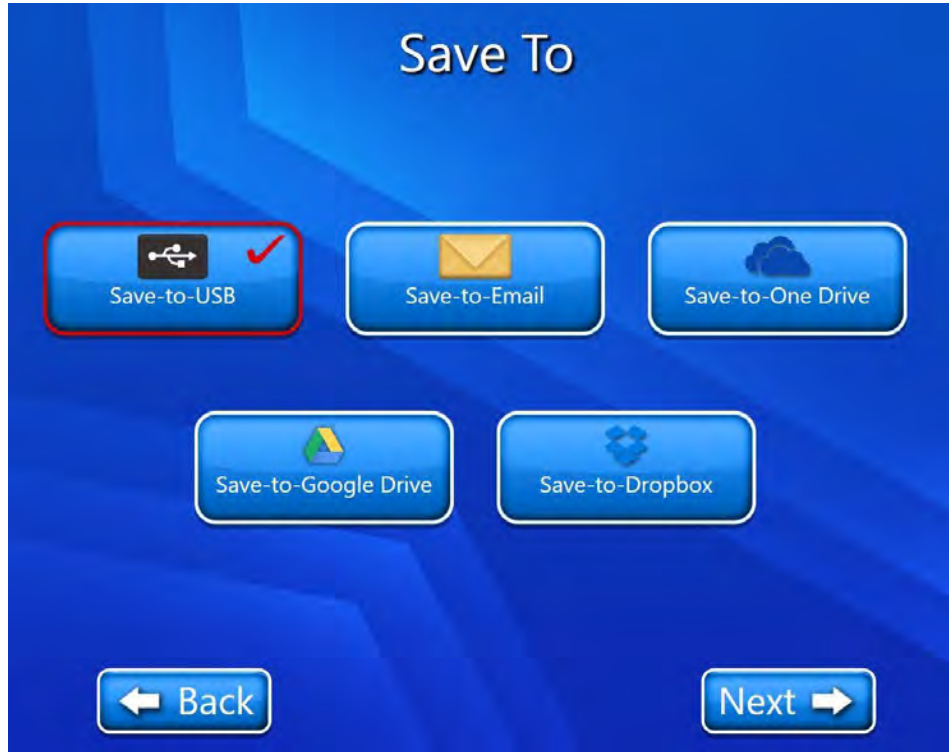 Save To
Save-to-USB
Save-to-Email
Save-to-One Drive
Save-to-Google Drive
Save-to-Dropbox
Back
Next